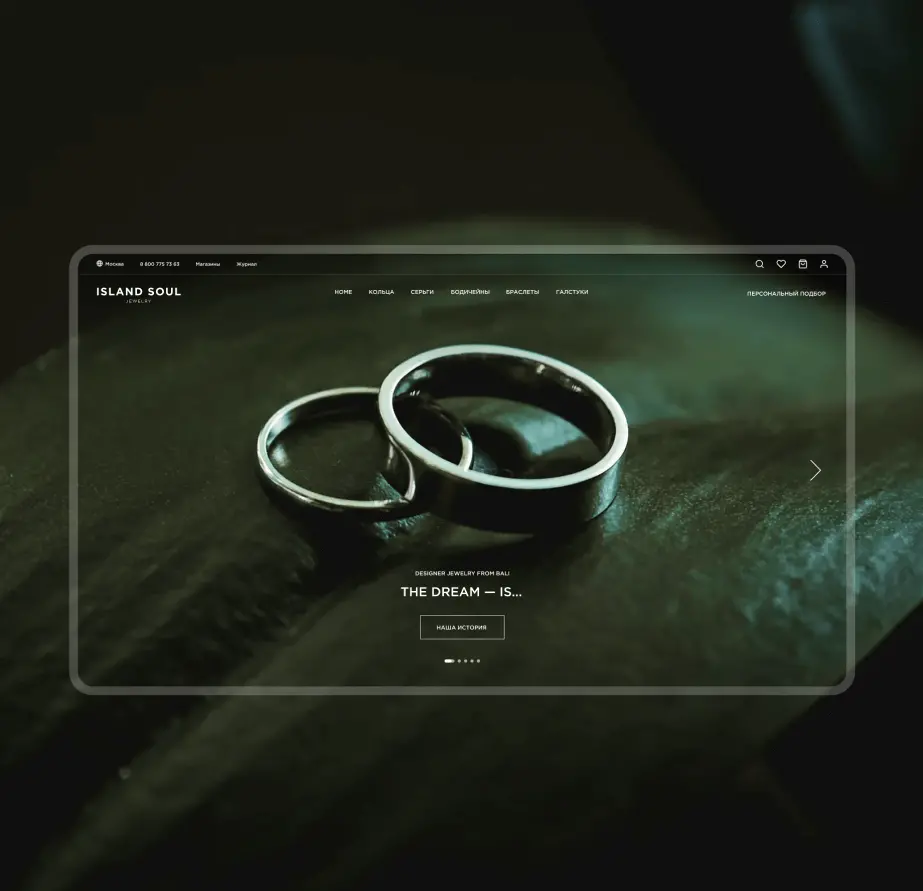 Москва 8 800 775 73 63 Магазины Журнал
ISLAND SOUL
JEWELRY
HOME КОЛЬЦА СЕРЬГИ БОДИЧЕЙНЫ БРАСЛЕТЫ ГАЛСТУКИ
ПЕРСОНАЛЬНЫЙ ПОДБОР
DESIGNER JEWELRY FROM BALI
THE DREAM — IS...
НАША ИСТОРИЯ